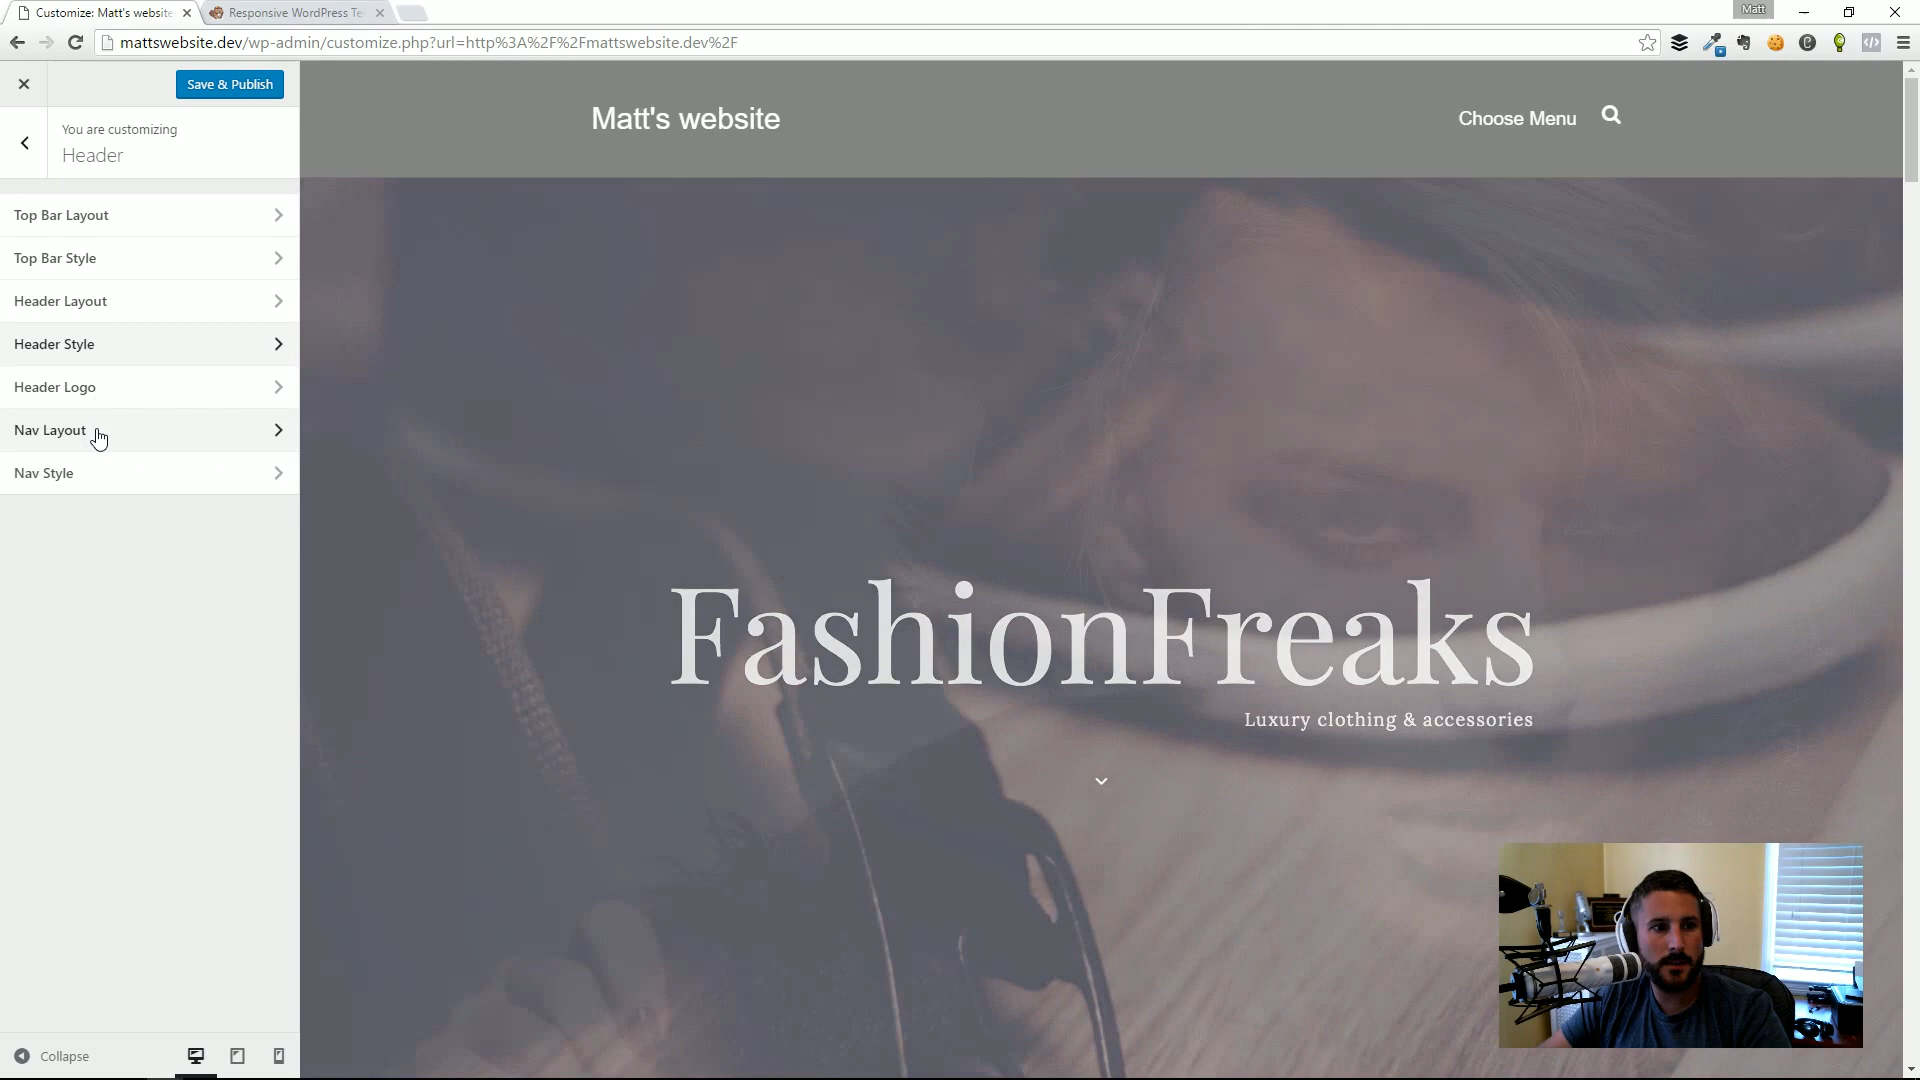 Customize: Matt's website
Responsive WordPress Te
Matt
mattswebsite.dev/wp-admin/customize.php?url=http%3A%2F%2Fmattswebsite.dev%2F
Save & Publish
You are customizing
Header
Top Bar Layout
Top Bar Style
Header Layout
Header Style
Header Logo
Nav Layout
Nav Style
Collapse
Matt's website
Choose Menu
FashionFreaks
Luxury clothing & accessories